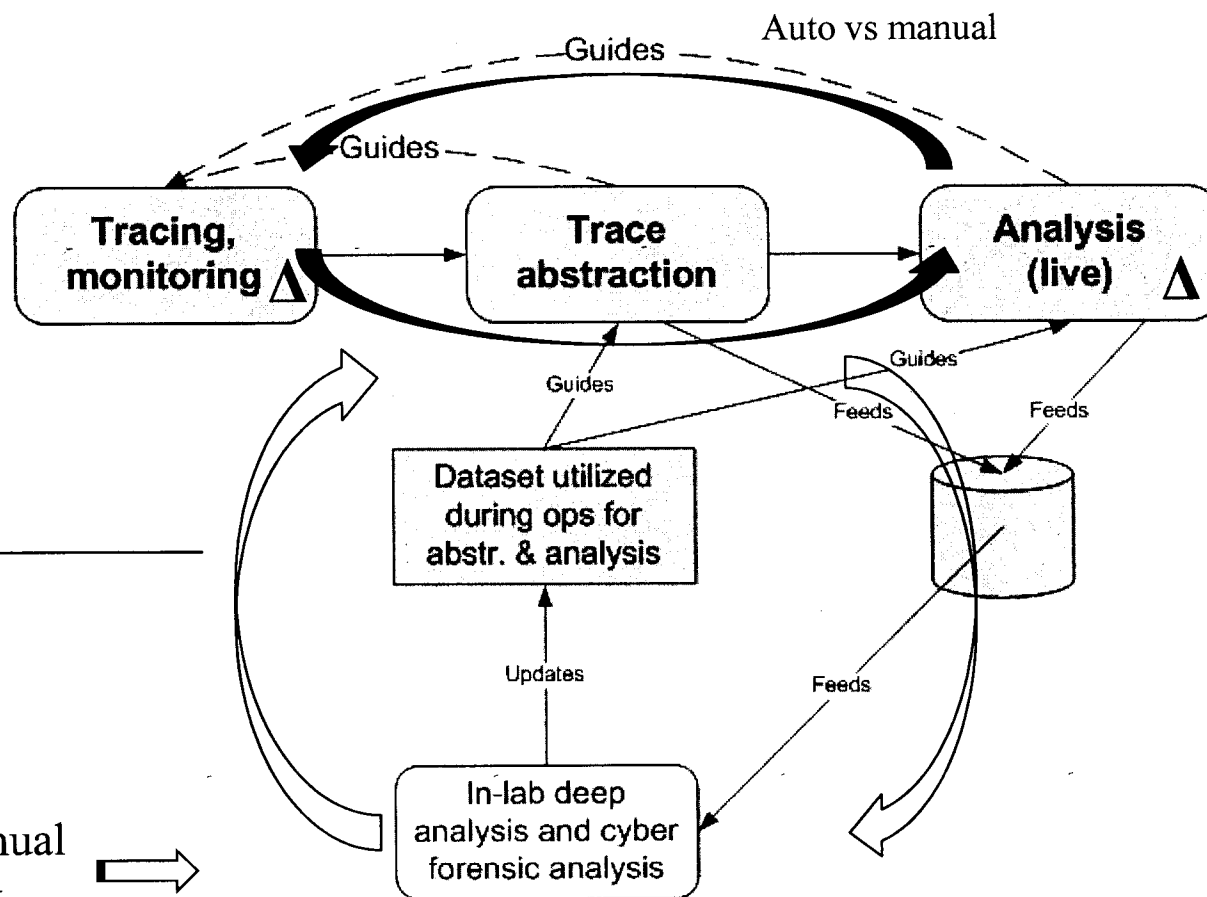 Auto vs manual
Guides
Guides
Tracing,
monitoring Δ
Trace
abstraction
Analysis
(live) Δ
Guides
Guides
Feeds
Feeds
Dataset utilized
during ops for
abstr. & analysis
Updates
Feeds
In-lab deep
analysis and cyber
forensic analysis
nual